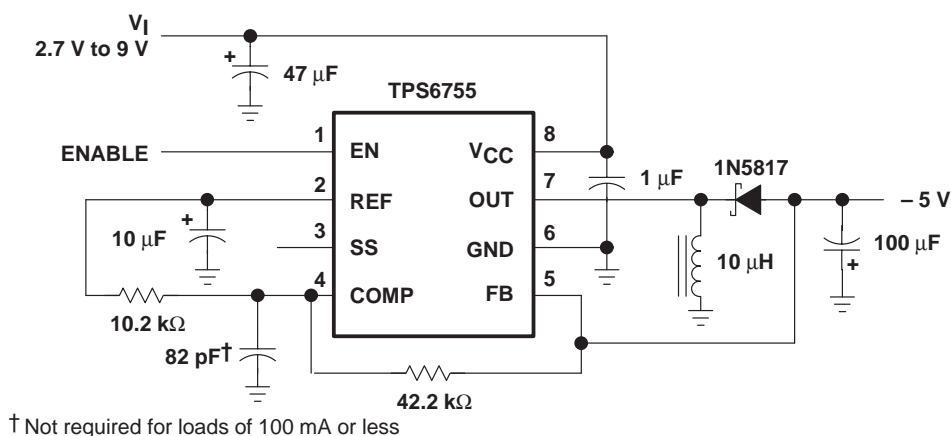 VI
2.7 V to 9 V
+
47 μF
TPS6755
ENABLE
1
EN
VCC
8
1N5817
2
REF
OUT
7
1 μF
– 5 V
+
10 μF
3
SS
GND
6
10 μH
100 μF
+
4
COMP
FB
5
10.2 kΩ
82 pF†
42.2 kΩ
† Not required for loads of 100 mA or less